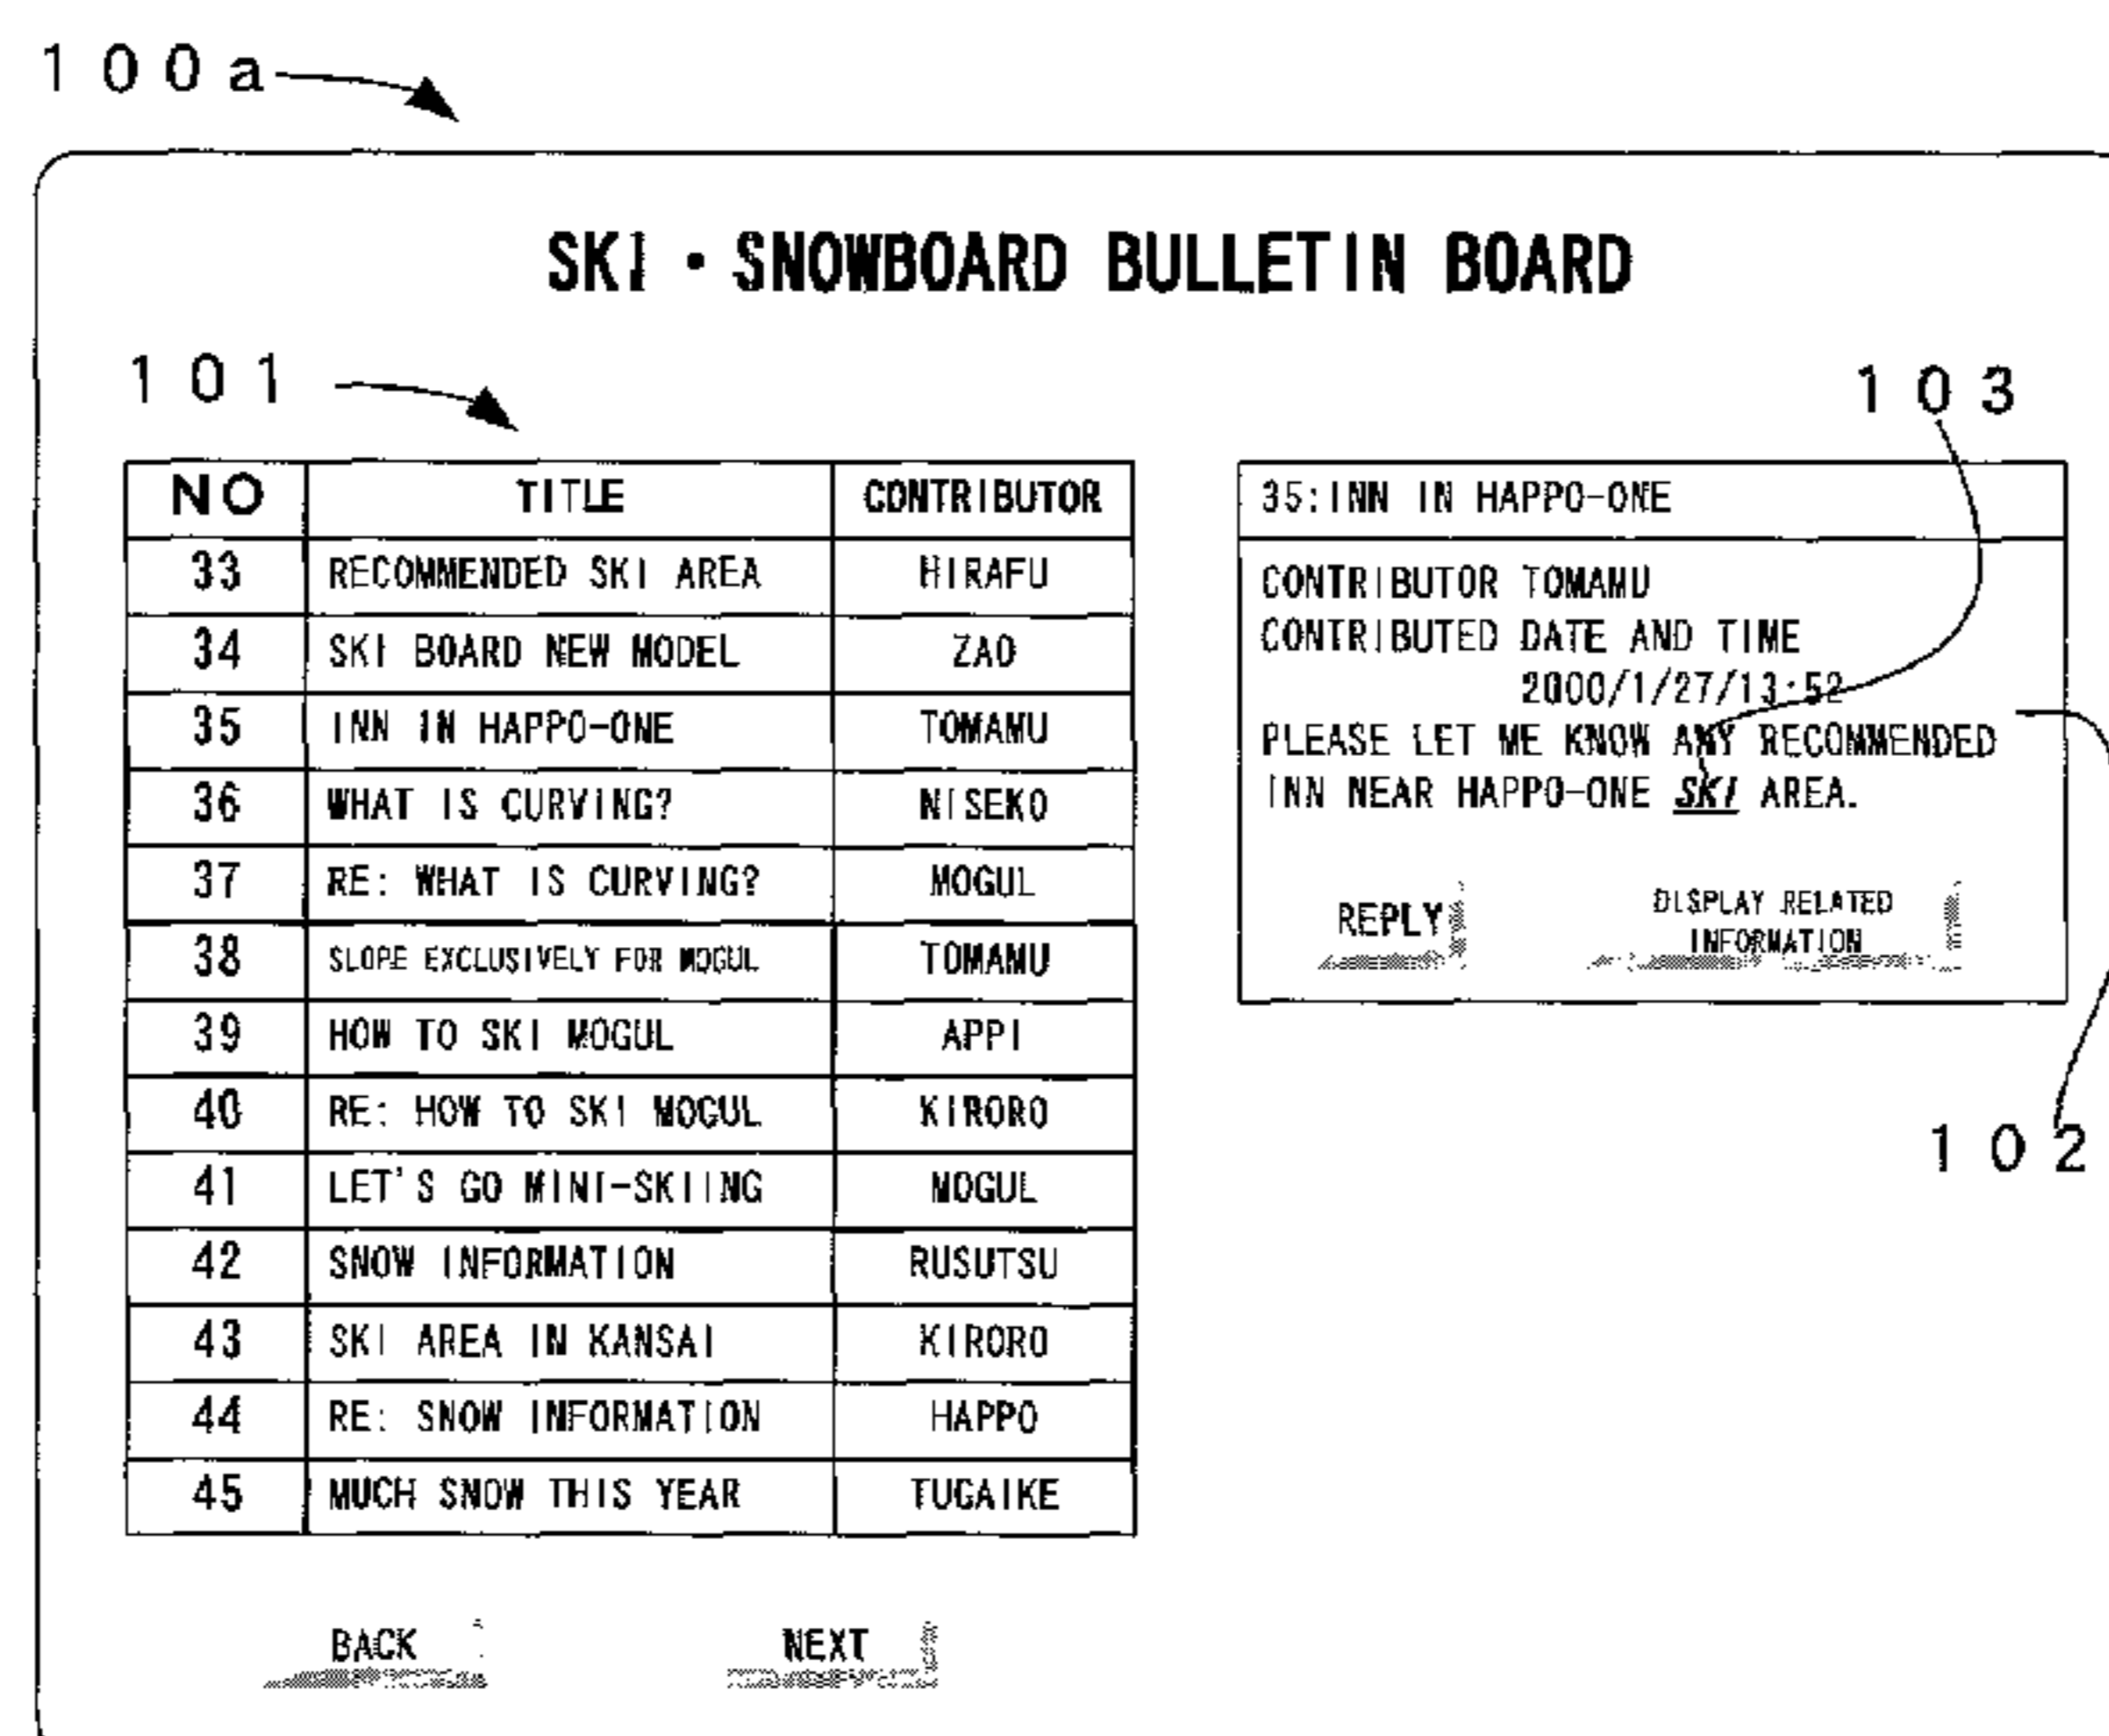 100a
SKI・SNOWBOARD BULLETIN BOARD
101
103
NO TITLE CONTRIBUTOR
33 RECOMMENDED SKI AREA HIRAFU
34 SKI BOARD NEW MODEL ZAO
35 INN IN HAPPO-ONE TOMAMU
36 WHAT IS CURVING? NISEKO
37 RE: WHAT IS CURVING? MOGUL
38 SLOPE EXCLUSIVELY FOR MOGUL TOMAMU
39 HOW TO SKI MOGUL APPI
40 RE: HOW TO SKI MOGUL KIRORO
41 LET'S GO MINI-SKIING MOGUL
42 SNOW INFORMATION RUSUTSU
43 SKI AREA IN KANSAI KIRORO
44 RE: SNOW INFORMATION HAPPO
45 MUCH SNOW THIS YEAR TUGAIKE
BACK NEXT
35:INN IN HAPPO-ONE
CONTRIBUTOR TOMAMU
CONTRIBUTED DATE AND TIME
2000/1/27/13:52
PLEASE LET ME KNOW ANY RECOMMENDED
INN NEAR HAPPO-ONE SKI AREA.
REPLY
DISPLAY RELATED
INFORMATION
102